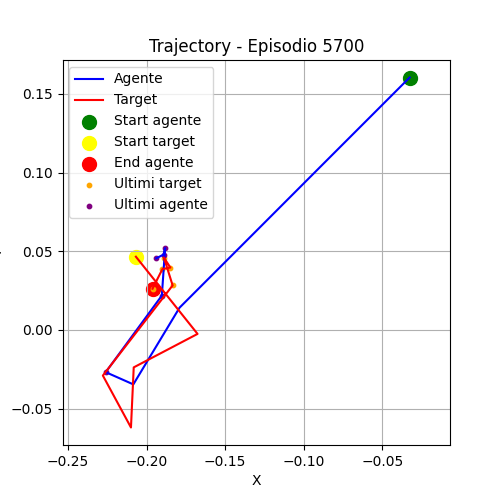 Trajectory - Episodio 5700
Agente
Target
Start agente
Start target
End agente
Ultimi target
Ultimi agente
0.15
0.10
0.05
0.00
−0.05
−0.25
−0.20
−0.15
−0.10
−0.05
X